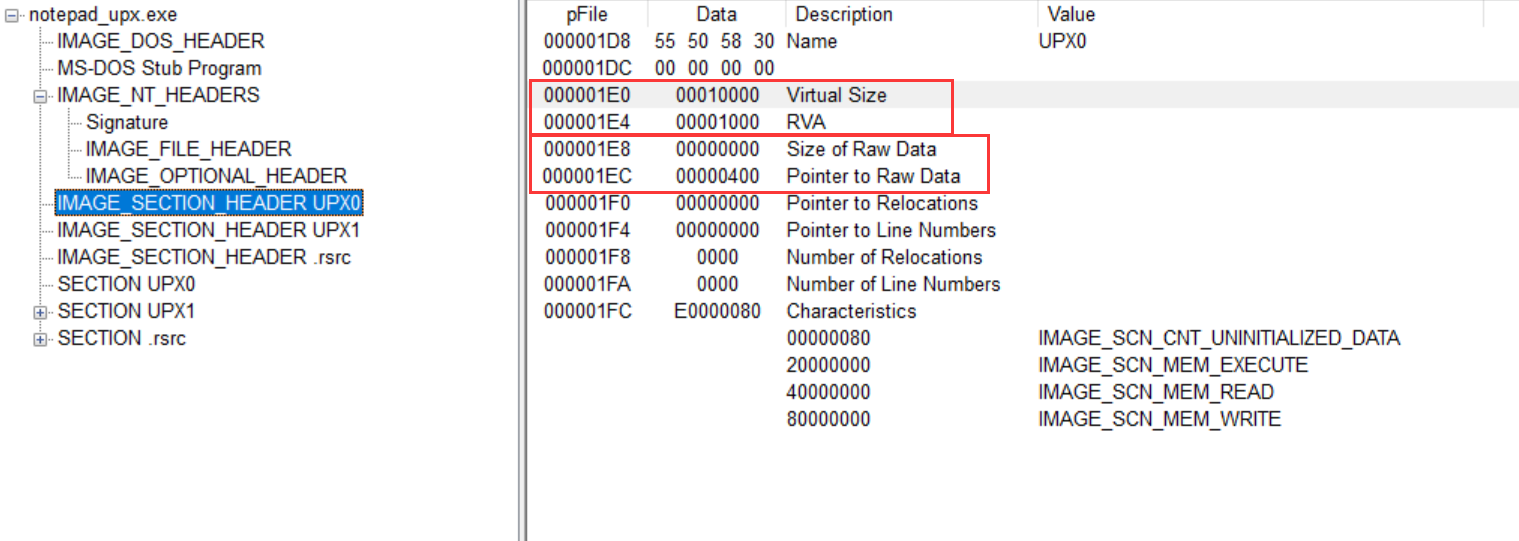 notepad_upx.exe
IMAGE_DOS_HEADER
MS-DOS Stub Program
IMAGE_NT_HEADERS
Signature
IMAGE_FILE_HEADER
IMAGE_OPTIONAL_HEADER
IMAGE_SECTION_HEADER UPX0
IMAGE_SECTION_HEADER UPX1
IMAGE_SECTION_HEADER .rsrc
SECTION UPX0
SECTION UPX1
SECTION .rsrc
pFile Data Description Value
000001D8 55 50 58 30 Name UPX0
000001DC 00 00 00 00
000001E0 00010000 Virtual Size
000001E4 00001000 RVA
000001E8 00000000 Size of Raw Data
000001EC 00000400 Pointer to Raw Data
000001F0 00000000 Pointer to Relocations
000001F4 00000000 Pointer to Line Numbers
000001F8 0000 Number of Relocations
000001FA 0000 Number of Line Numbers
000001FC E0000080 Characteristics
00000080 IMAGE_SCN_CNT_UNINITIALIZED_DATA
20000000 IMAGE_SCN_MEM_EXECUTE
40000000 IMAGE_SCN_MEM_READ
80000000 IMAGE_SCN_MEM_WRITE